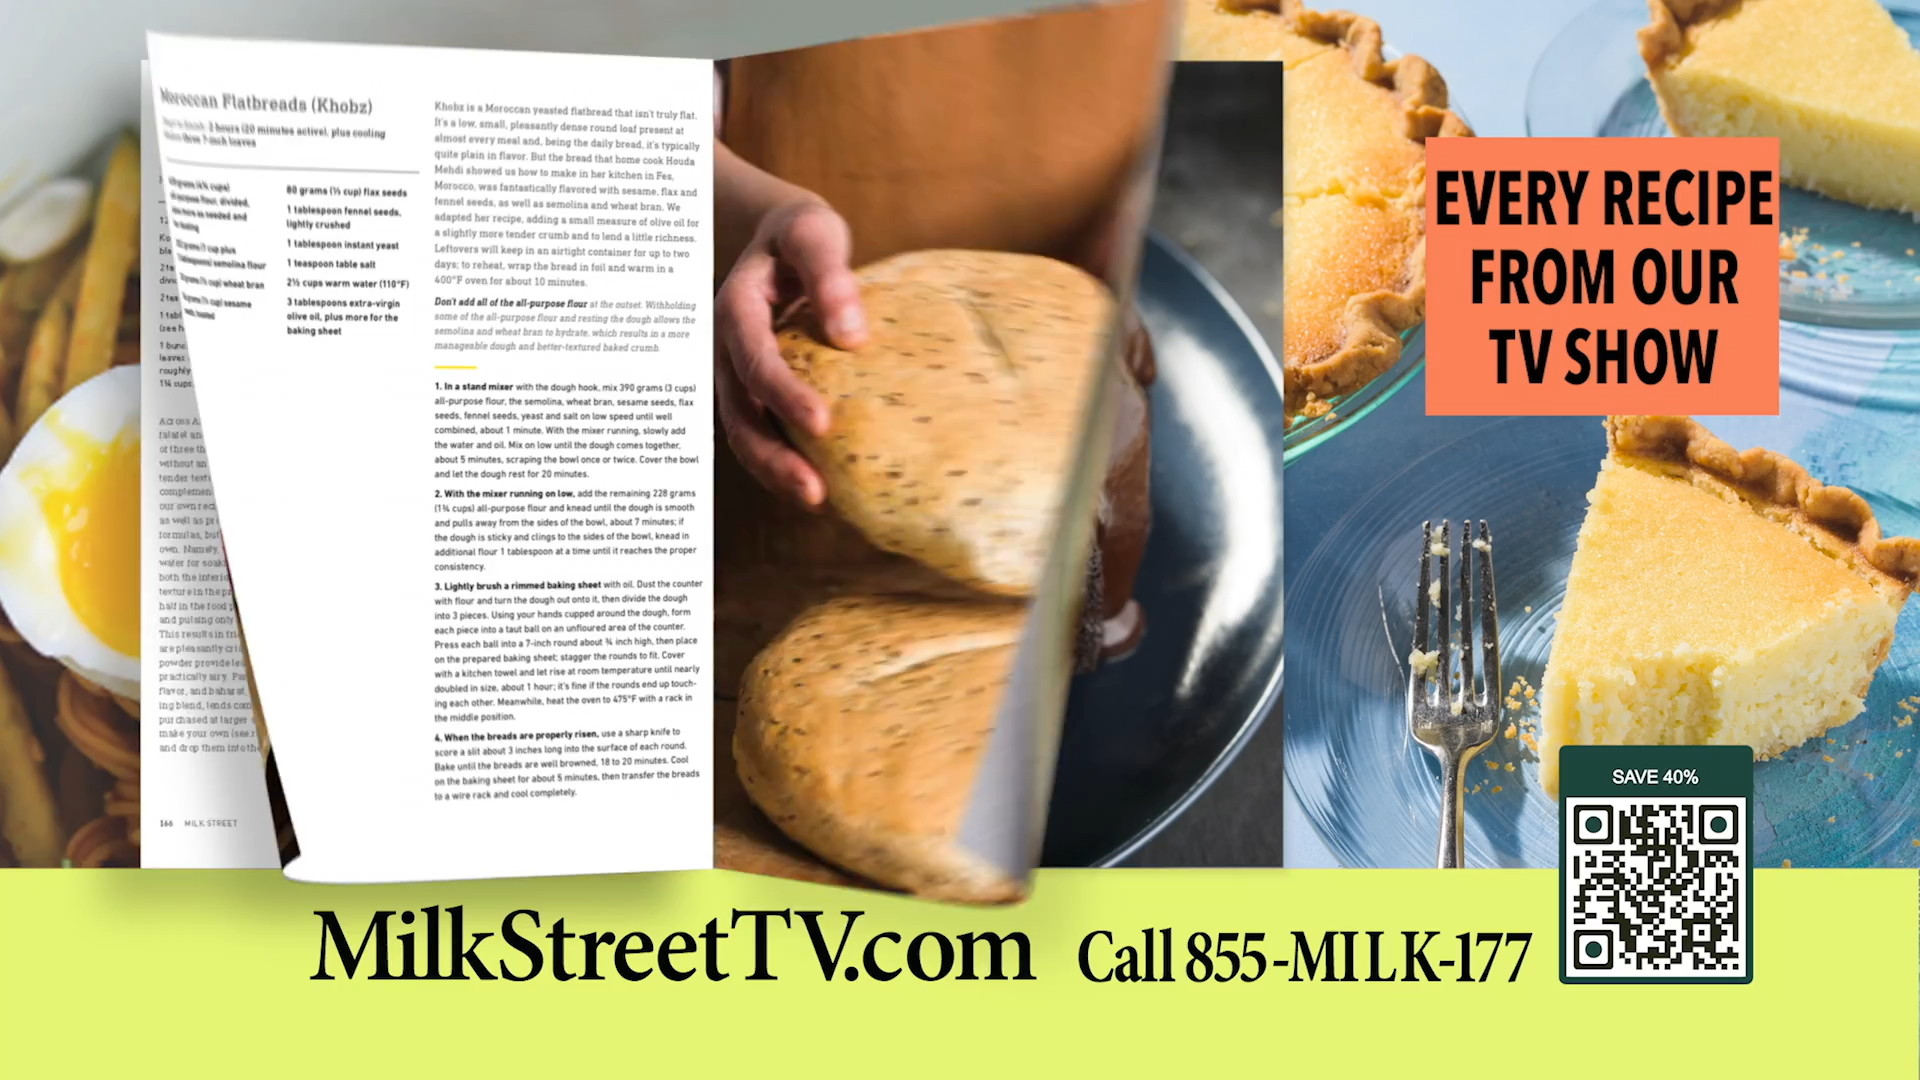 Moroccan Flatbreads (Khobz)
2 hours (20 minutes active), plus cooling
three 7-inch loaves
80 grams (½ cup) flax seeds
1 tablespoon fennel seeds,
lightly crushed
1 tablespoon instant yeast
1 teaspoon table salt
2½ cups warm water (110°F)
3 tablespoons extra-virgin
olive oil, plus more for the
baking sheet
semolina flour
wheat bran
sesame
Khobz is a Moroccan yeasted flatbread that isn't truly flat.
It's a low, small, pleasantly dense round loaf present at
almost every meal and, being the daily bread, it's typically
quite plain in flavor. But the bread that home cook Houda
Mehdi showed us how to make in her kitchen in Fes,
Morocco, was fantastically flavored with sesame, flax and
fennel seeds, as well as semolina and wheat bran. We
adapted her recipe, adding a small measure of olive oil for
a slightly more tender crumb and to lend a little richness.
Leftovers will keep in an airtight container for up to two
days; to reheat, wrap the bread in foil and warm in a
400°F oven for about 10 minutes.
Don't add all of the all-purpose flour at the outset. Withholding
some of the all-purpose flour and resting the dough allows the
semolina and wheat bran to hydrate, which results in a more
manageable dough and better-textured baked crumb.
1. In a stand mixer with the dough hook, mix 390 grams (3 cups)
all-purpose flour, the semolina, wheat bran, sesame seeds, flax
seeds, fennel seeds, yeast and salt on low speed until well
combined, about 1 minute. With the mixer running, slowly add
the water and oil. Mix on low until the dough comes together,
about 5 minutes, scraping the bowl once or twice. Cover the bowl
and let the dough rest for 20 minutes.
2. With the mixer running on low, add the remaining 228 grams
(1¾ cups) all-purpose flour and knead until the dough is smooth
and pulls away from the sides of the bowl, about 7 minutes; if
the dough is sticky and clings to the sides of the bowl, knead in
additional flour 1 tablespoon at a time until it reaches the proper
consistency.
3. Lightly brush a rimmed baking sheet with oil. Dust the counter
with flour and turn the dough out onto it, then divide the dough
into 3 pieces. Using your hands cupped around the dough, form
each piece into a taut ball on an unfloured area of the counter.
Press each ball into a 7-inch round about ¾ inch high, then place
on the prepared baking sheet; stagger the rounds to fit. Cover
with a kitchen towel and let rise at room temperature until nearly
doubled in size, about 1 hour; it's fine if the rounds end up touch-
ing each other. Meanwhile, heat the oven to 475°F with a rack in
the middle position.
4. When the breads are properly risen, use a sharp knife to
score a slit about 3 inches long into the surface of each round.
Bake until the breads are well browned, 18 to 20 minutes. Cool
on the baking sheet for about 5 minutes, then transfer the breads
to a wire rack and cool completely.
166 MILK STREET
EVERY RECIPE
FROM OUR
TV SHOW
SAVE 40%
MilkStreetTV.com Call 855-MILK-177